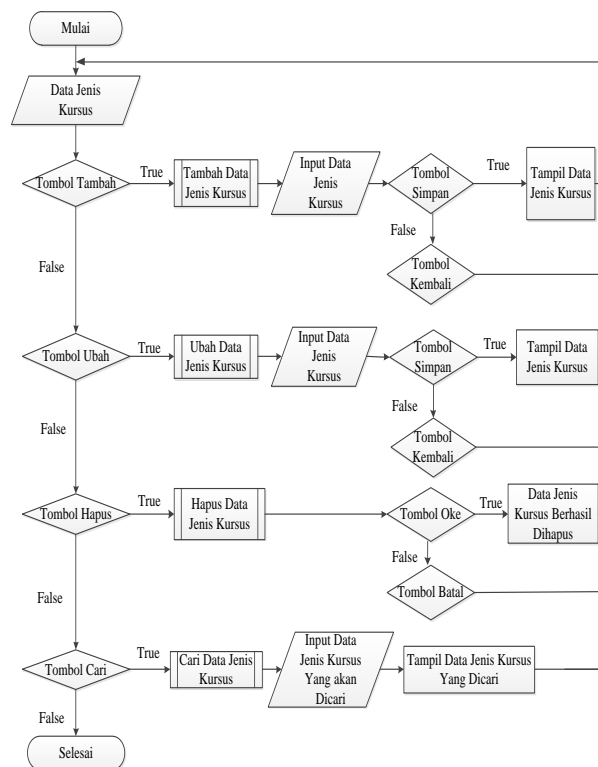 Mulai
Data Jenis
Kursus
Tombol Tambah
True
Tambah Data
Jenis Kursus
Input Data
Jenis
Kursus
Tombol
Simpan
True
Tampil Data
Jenis Kursus
False
Tombol
Kembali
False
Tombol Ubah
True
Ubah Data
Jenis Kursus
Input Data
Jenis
Kursus
Tombol
Simpan
True
Tampil Data
Jenis Kursus
False
Tombol
Kembali
False
Tombol Hapus
True
Hapus Data
Jenis Kursus
Tombol Oke
True
Data Jenis
Kursus Berhasil
Dihapus
False
Tombol Batal
False
Tombol Cari
True
Cari Data Jenis
Kursus
Input Data
Jenis Kursus
Yang akan
Dicari
Tampil Data Jenis Kursus
Yang Dicari
False
Selesai